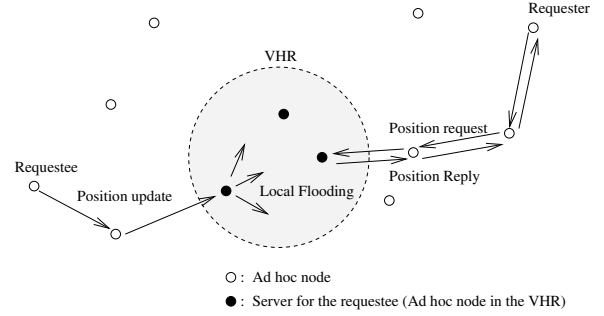 Requester
VHR
Position request
Requestee
Position Reply
Position update
Local Flooding
: Ad hoc node
: Server for the requestee (Ad hoc node in the VHR)